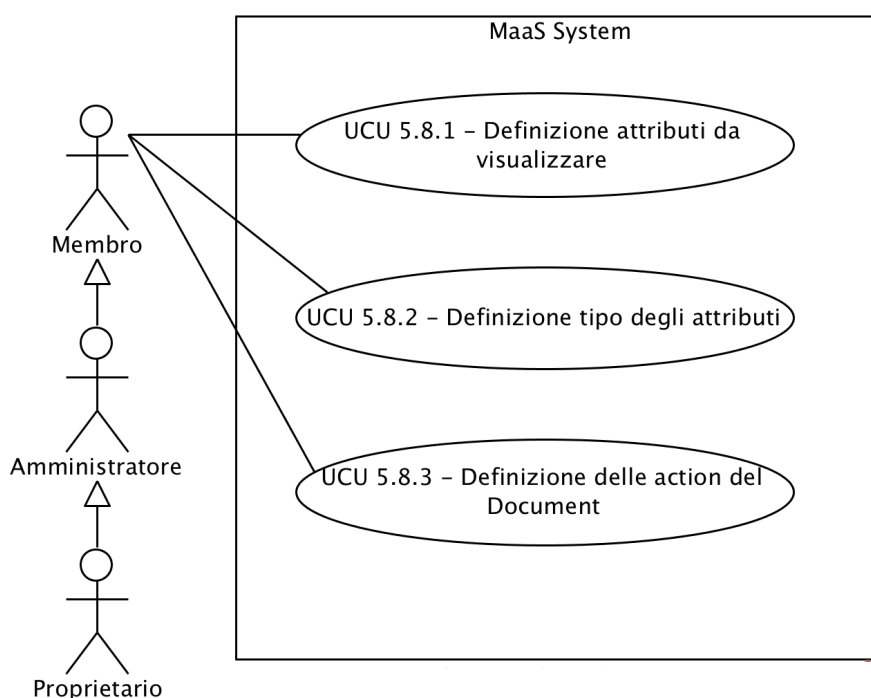 MaaS System
UCU 5.8.1 – Definizione attributi da
visualizzare
Membro
UCU 5.8.2 – Definizione tipo degli attributi
Amministratore
UCU 5.8.3 – Definizione delle action del
Document
Proprietario